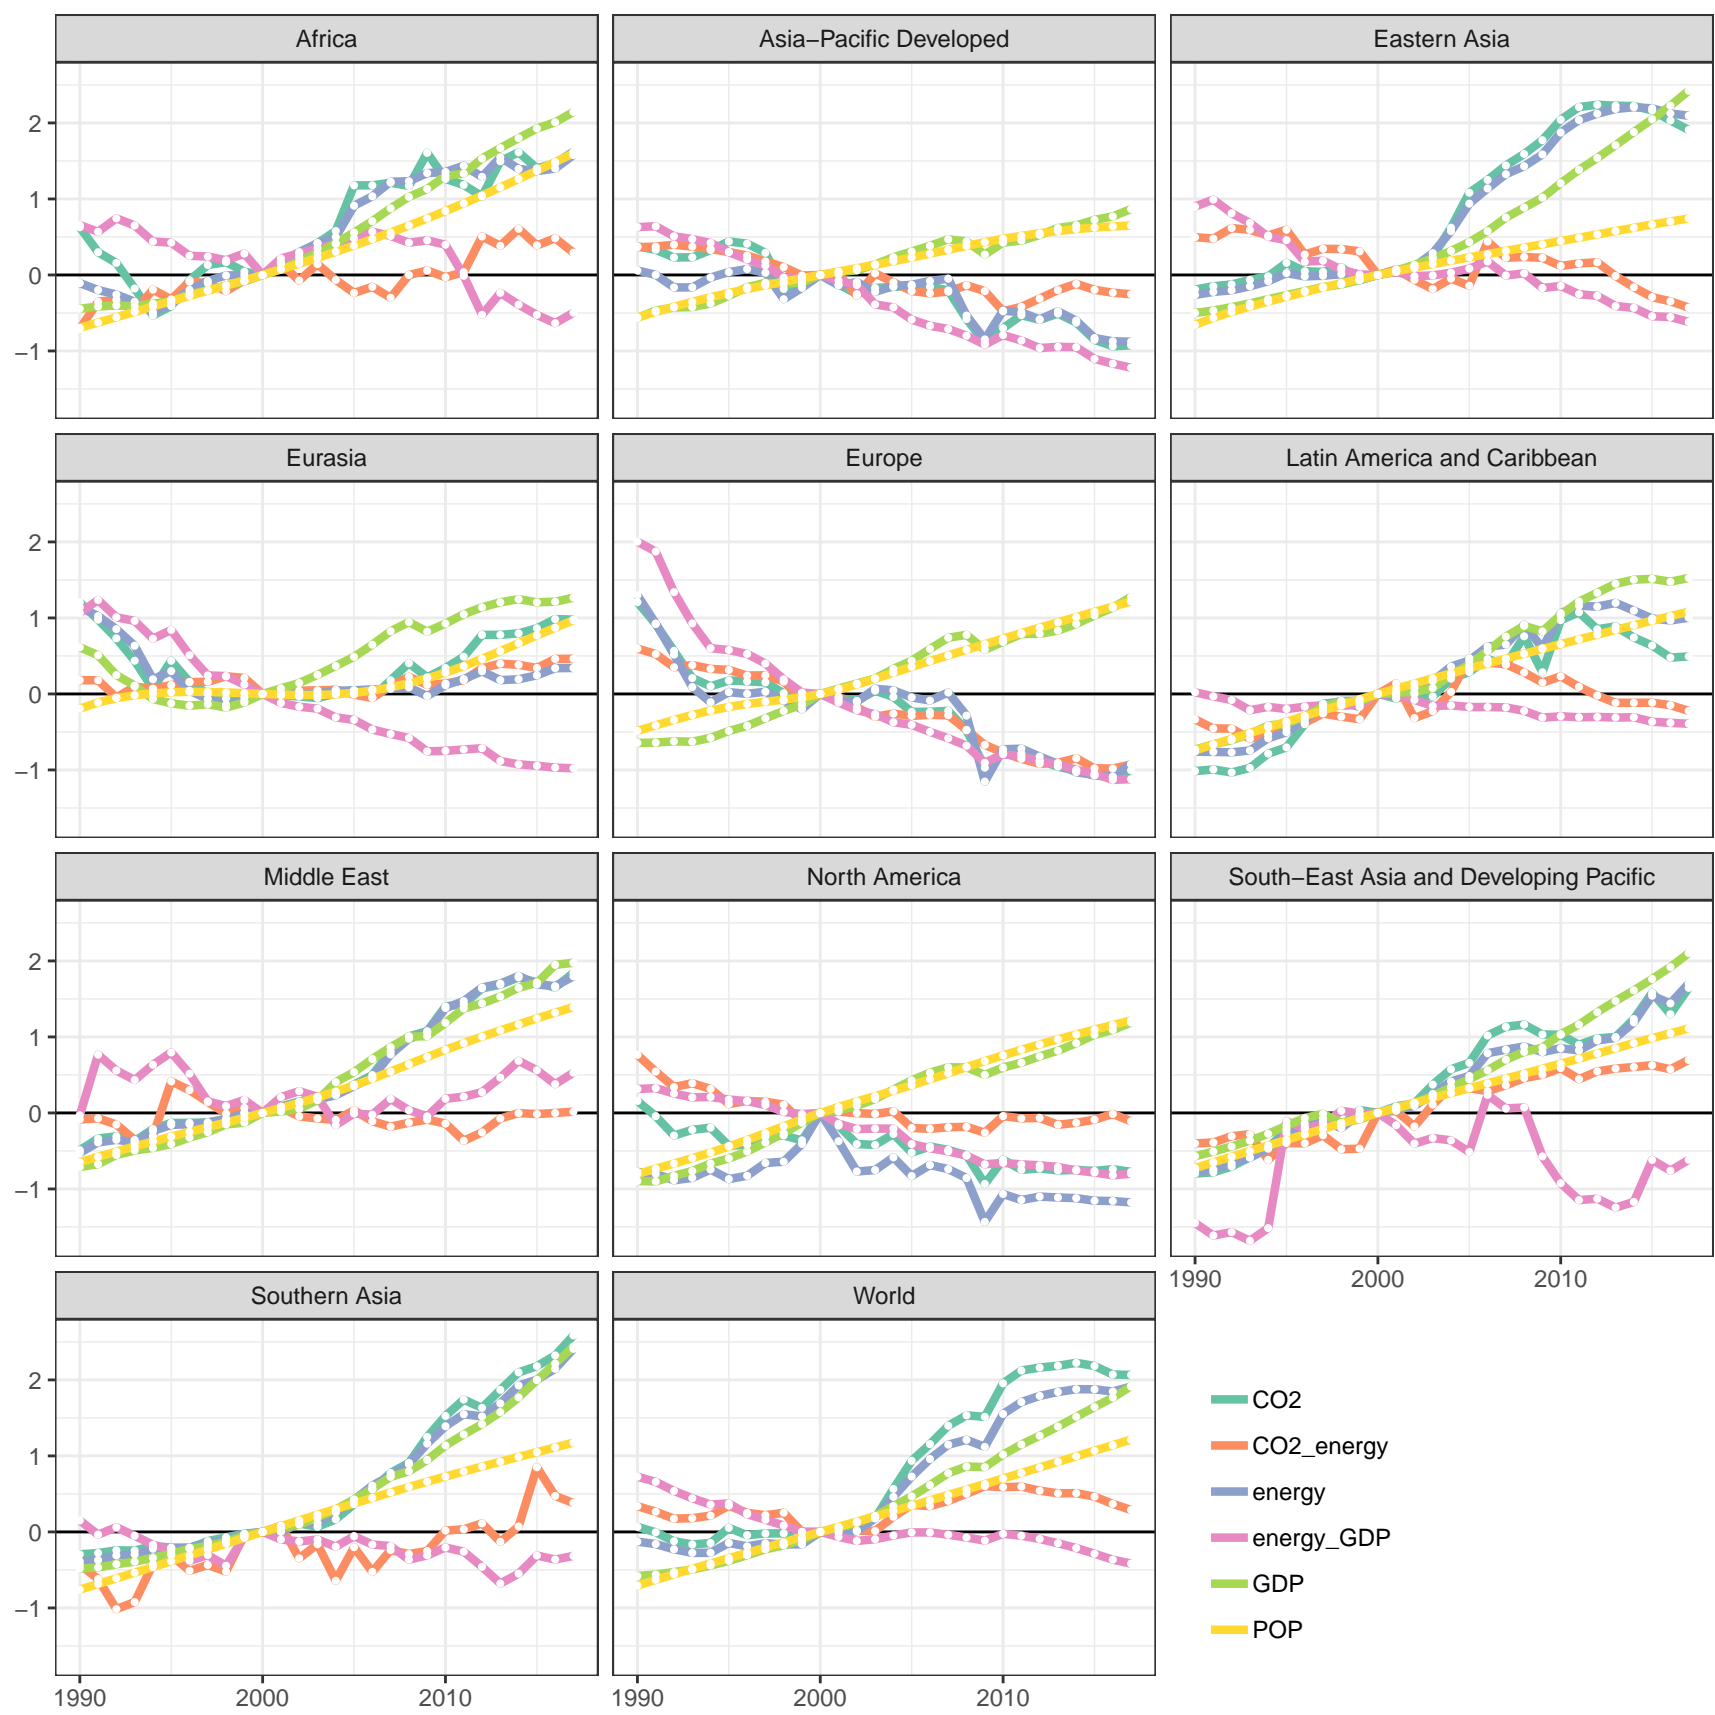 Africa
Asia−Pacific Developed
Eastern Asia
2
1
0
−1
Eurasia
Europe
Latin America and Caribbean
2
1
0
−1
Middle East
North America
South−East Asia and Developing Pacific
2
1
0
−1
1990 2000 2010
Southern Asia
World
2
1
0
−1
1990 2000 2010
1990 2000 2010
CO2
CO2_energy
energy
energy_GDP
GDP
POP